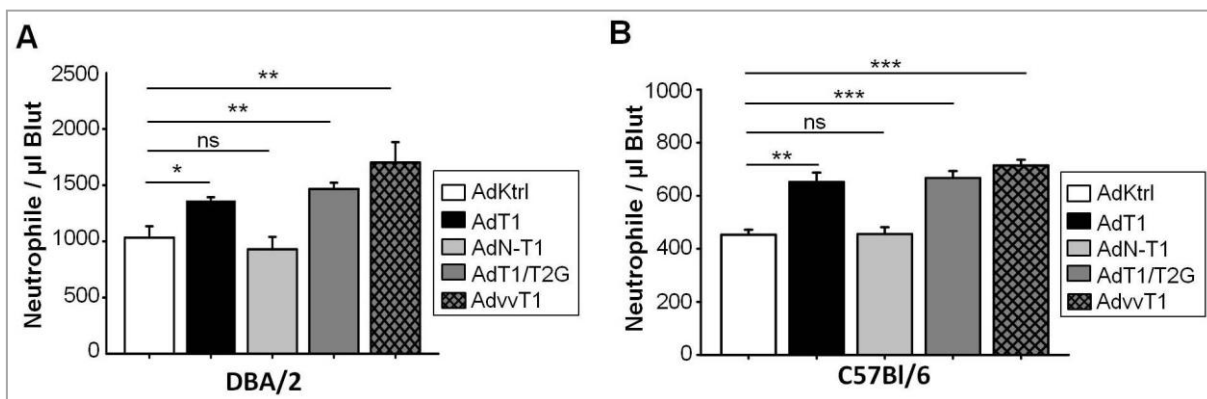 A
Neutrophile / µl Blut
2500
2000
1500
1000
500
0
**
**
ns
*
DBA/2
AdKtrl
AdT1
AdN-T1
AdT1/T2G
AdvvT1
B
Neutrophile / µl Blut
1000
800
600
400
200
0
***
***
ns
**
C57Bl/6
AdKtrl
AdT1
AdN-T1
AdT1/T2G
AdvvT1